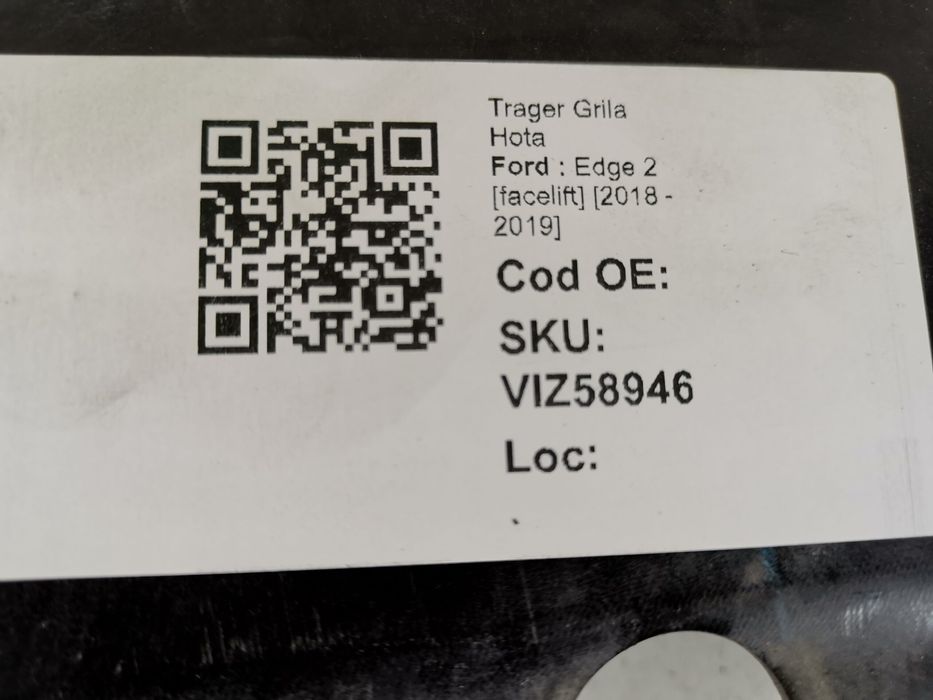 Trager Grila
Hota
Ford : Edge 2
[facelift] [2018 -
2019]
Cod OE:
SKU:
VIZ58946
Loc: